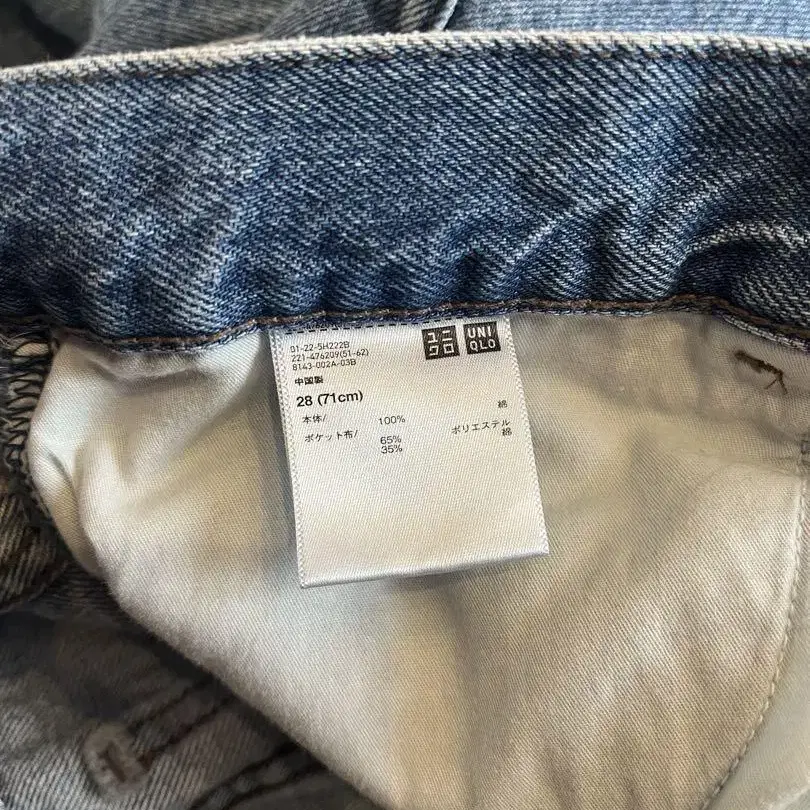 01-22-5H222B
221-476209(51-62)
8143-002A-03B
ユニクロ
UNIQLO
中国製
28 (71cm)
本体/ 100% 綿
ポケット布/ 65% ポリエステル
35% 綿